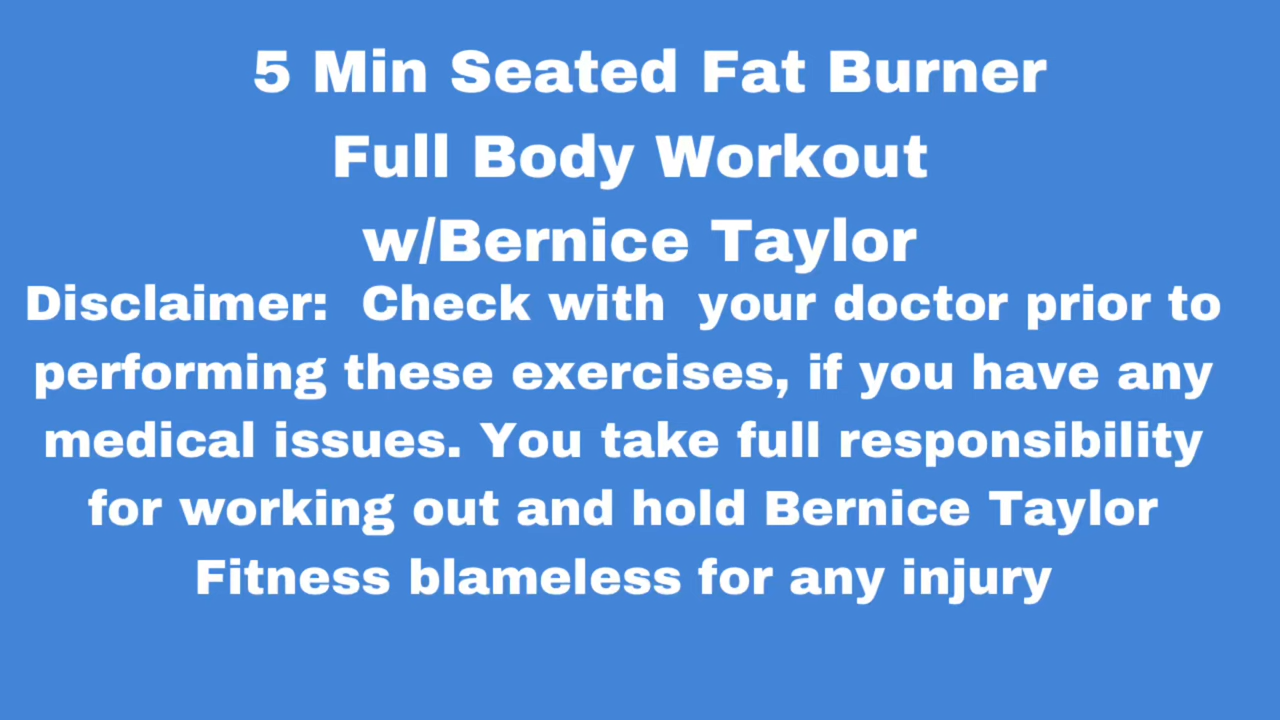 5 Min Seated Fat Burner
Full Body Workout
w/Bernice Taylor
Disclaimer:  Check with  your doctor prior to
performing these exercises, if you have any
medical issues. You take full responsibility
for working out and hold Bernice Taylor
Fitness blameless for any injury